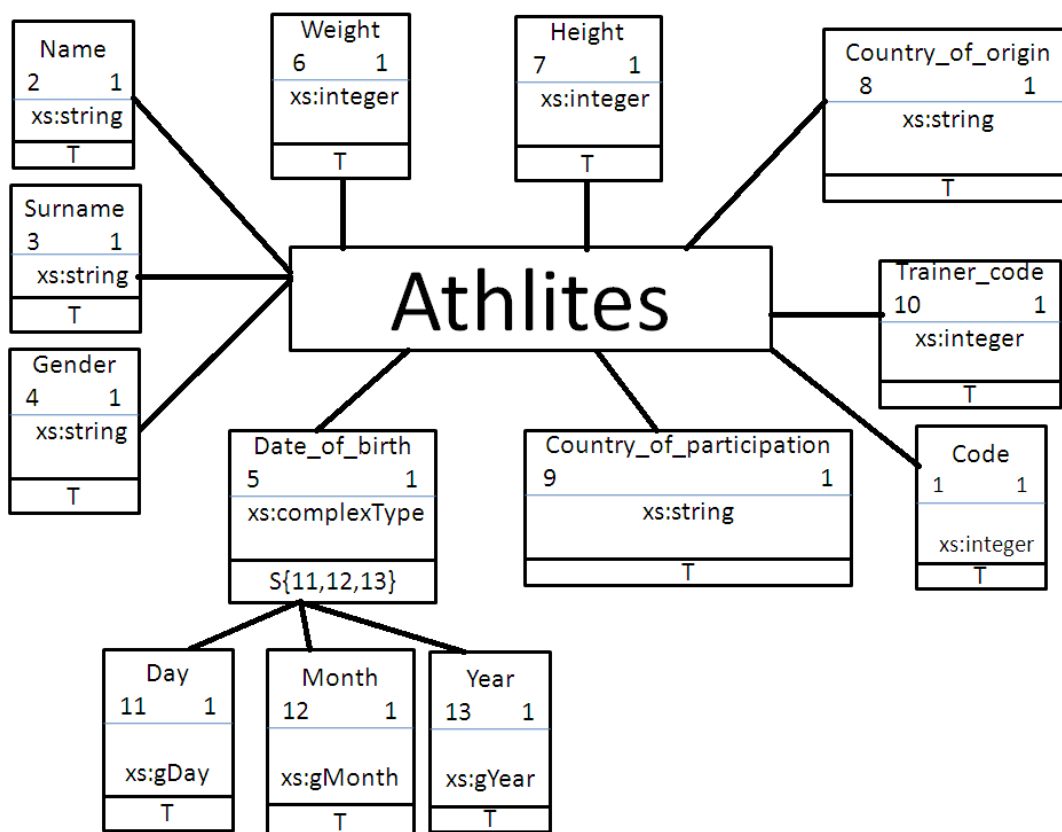 Name
2 1
xs:string
T
Weight
6 1
xs:integer
T
Height
7 1
xs:integer
T
Country_of_origin
8 1
xs:string
T
Surname
3 1
xs:string
T
Athlites
Trainer_code
10 1
xs:integer
T
Gender
4 1
xs:string
T
Date_of_birth
5 1
xs:complexType
S{11,12,13}
Country_of_participation
9 1
xs:string
T
Code
1 1
xs:integer
T
Day
11 1
xs:gDay
T
Month
12 1
xs:gMonth
T
Year
13 1
xs:gYear
T